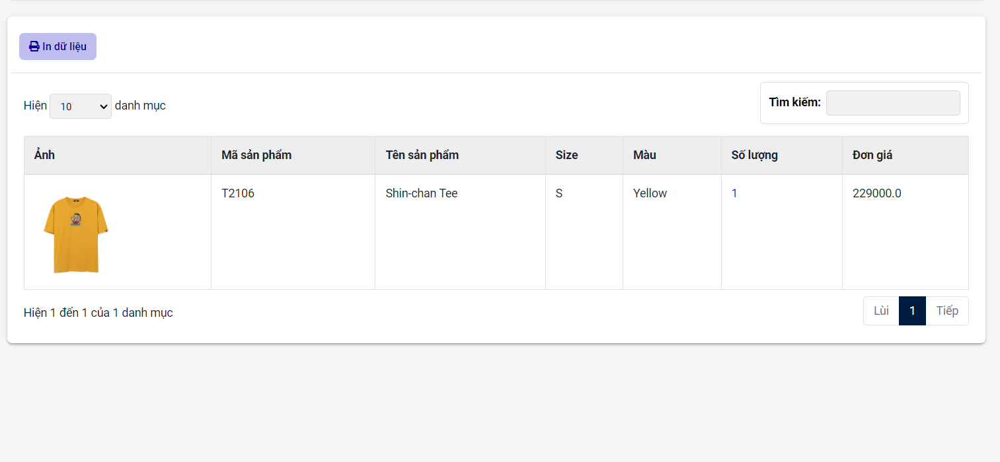 In dữ liệu
Hiện 10 danh mục
Tìm kiếm:
Ảnh Mã sản phẩm Tên sản phẩm Size Màu Số lượng Đơn giá
T2106 Shin-chan Tee S Yellow 1 229000.0
Hiện 1 đến 1 của 1 danh mục
Lùi 1 Tiếp